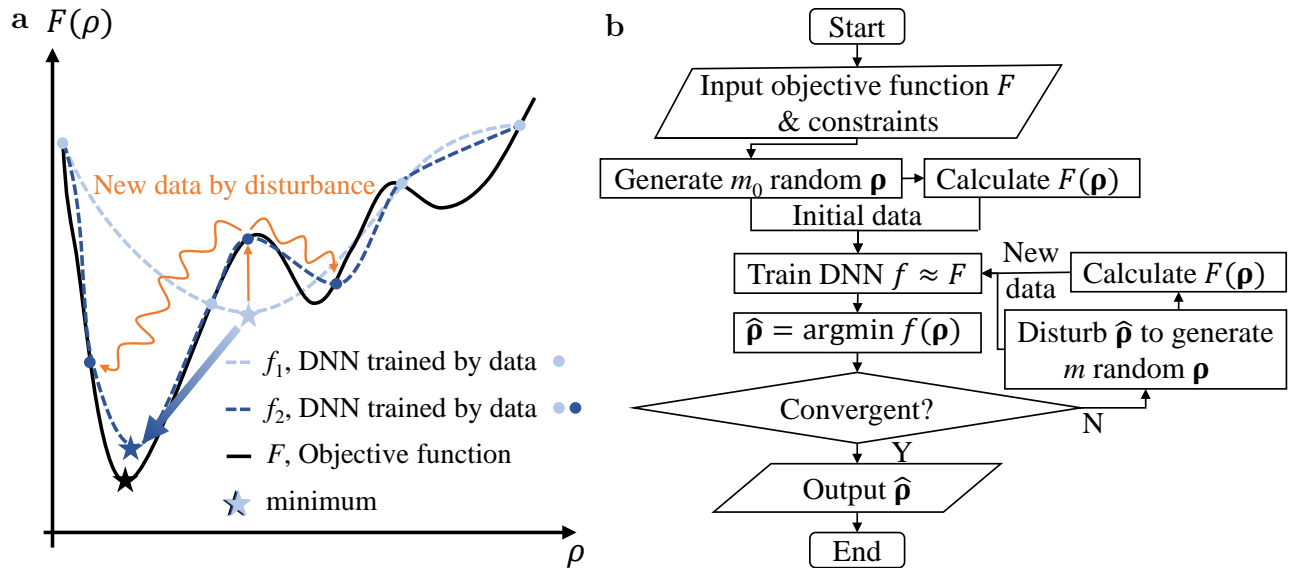 a
F(ρ)
New data by disturbance
f₁, DNN trained by data
f₂, DNN trained by data
F, Objective function
minimum
ρ
b
Start
Input objective function F
& constraints
Generate m₀ random ρ
Calculate F(ρ)
Initial data
Train DNN f ≈ F
New
data
Calculate F(ρ)
ρ̂ = argmin f(ρ)
Disturb ρ̂ to generate
m random ρ
Convergent?
N
Y
Output ρ̂
End